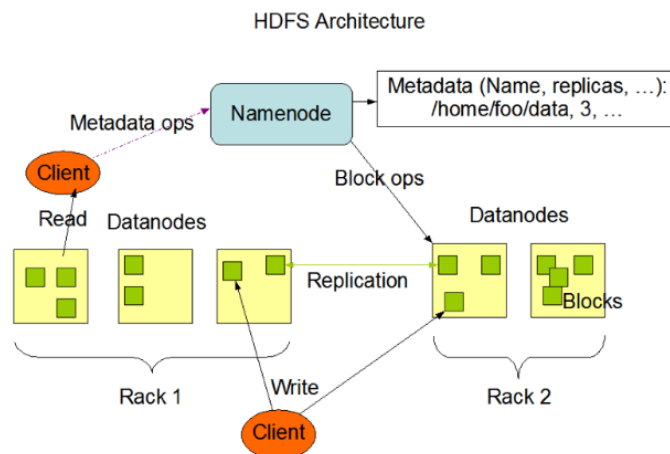 HDFS Architecture
Metadata (Name, replicas, ...):
/home/foo/data, 3, ...
Namenode
Metadata ops
Client
Block ops
Read
Datanodes
Datanodes
Replication
Blocks
Rack 1
Write
Rack 2
Client